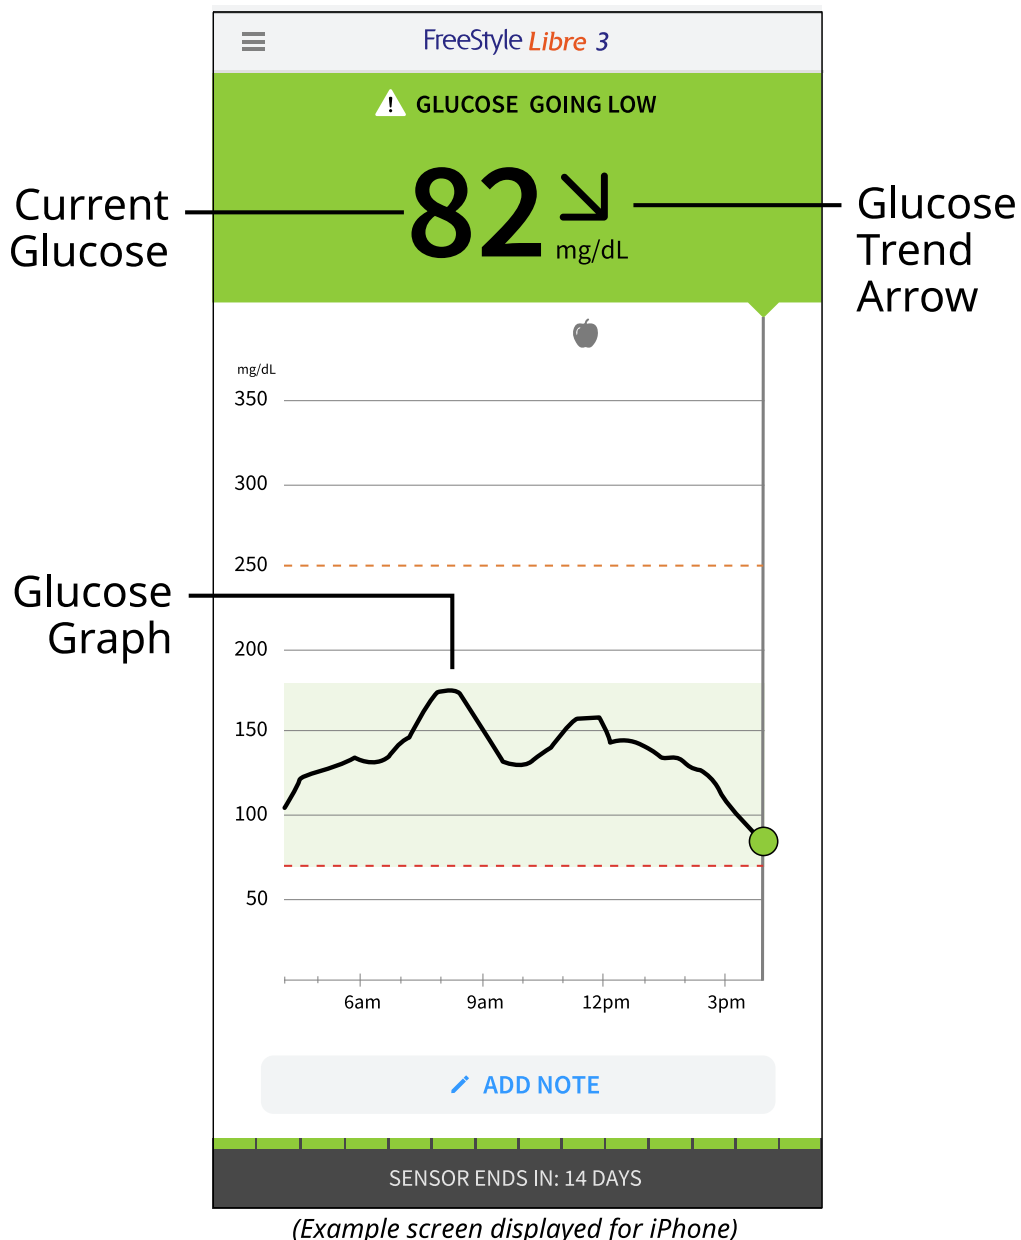 FreeStyle Libre 3
GLUCOSE GOING LOW
Current
Glucose
82
mg/dL
Glucose
Trend
Arrow
mg/dL
350
300
250
Glucose
Graph
200
150
100
50
6am 9am 12pm 3pm
ADD NOTE
SENSOR ENDS IN: 14 DAYS
(Example screen displayed for iPhone)